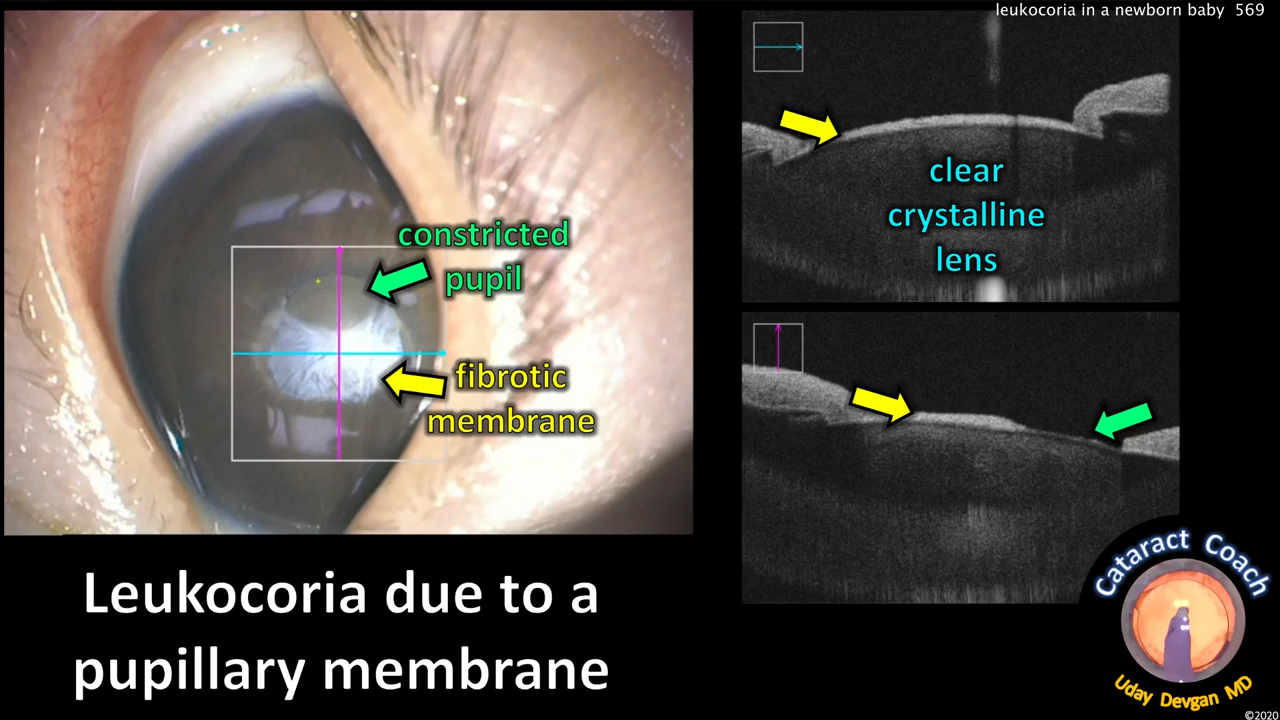 leukocoria in a newborn baby 569
constricted
pupil
fibrotic
membrane
clear
crystalline
lens
Leukocoria due to a
pupillary membrane
Cataract Coach
Uday Devgan MD
©2020